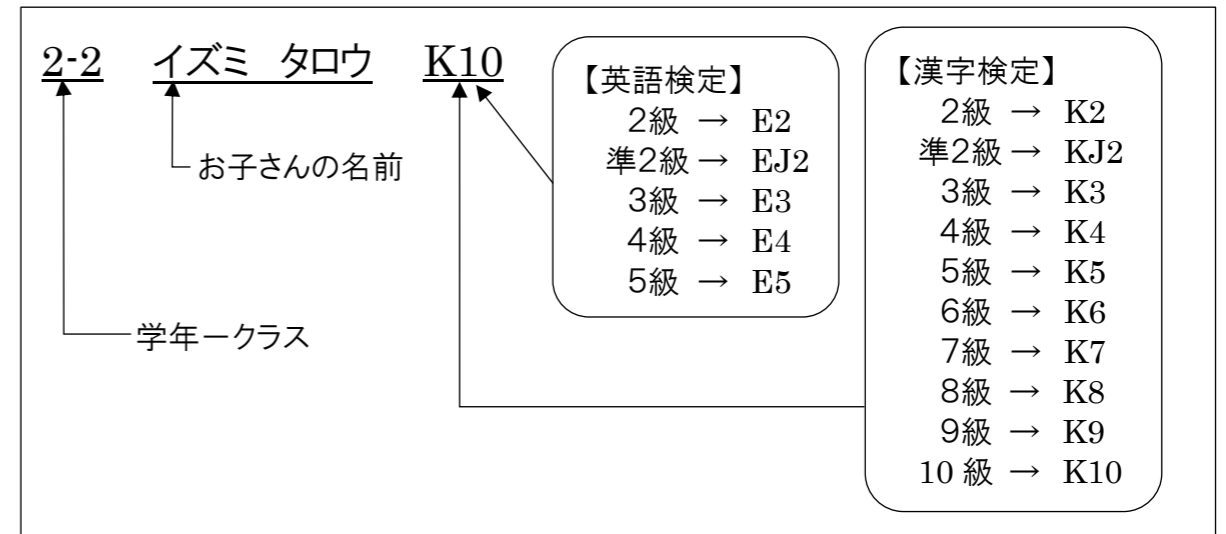 2-2 イズミ タロウ K10
お子さんの名前
学年ークラス
【英語検定】
2級 → E2
準2級→ EJ2
3級 → E3
4級 → E4
5級 → E5
【漢字検定】
2級 → K2
準2級→ KJ2
3級 → K3
4級 → K4
5級 → K5
6級 → K6
7級 → K7
8級 → K8
9級 → K9
10 級 → K10